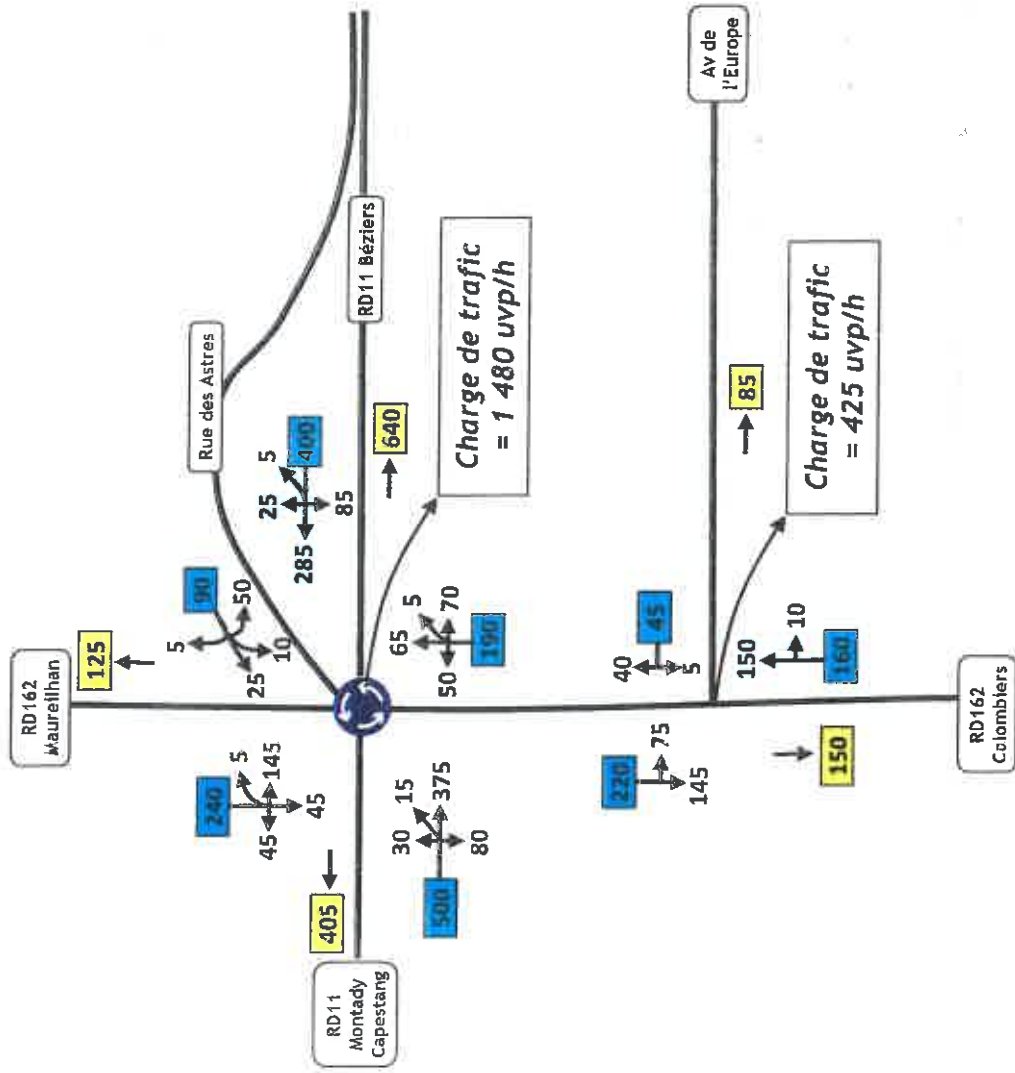 RD162
Maureilhan
125
Rue des Astres
90
5
50
25
10
RD11 Béziers
5
25
400
285
85
640
240
5
145
45
45
405
RD11
Montady
Capestang
15
30
375
500
80
5
65
70
50
190
Charge de trafic
= 1 480 uvp/h
Av de
l'Europe
85
45
40
5
220
75
145
150
10
160
150
Charge de trafic
= 425 uvp/h
RD162
Colombiers